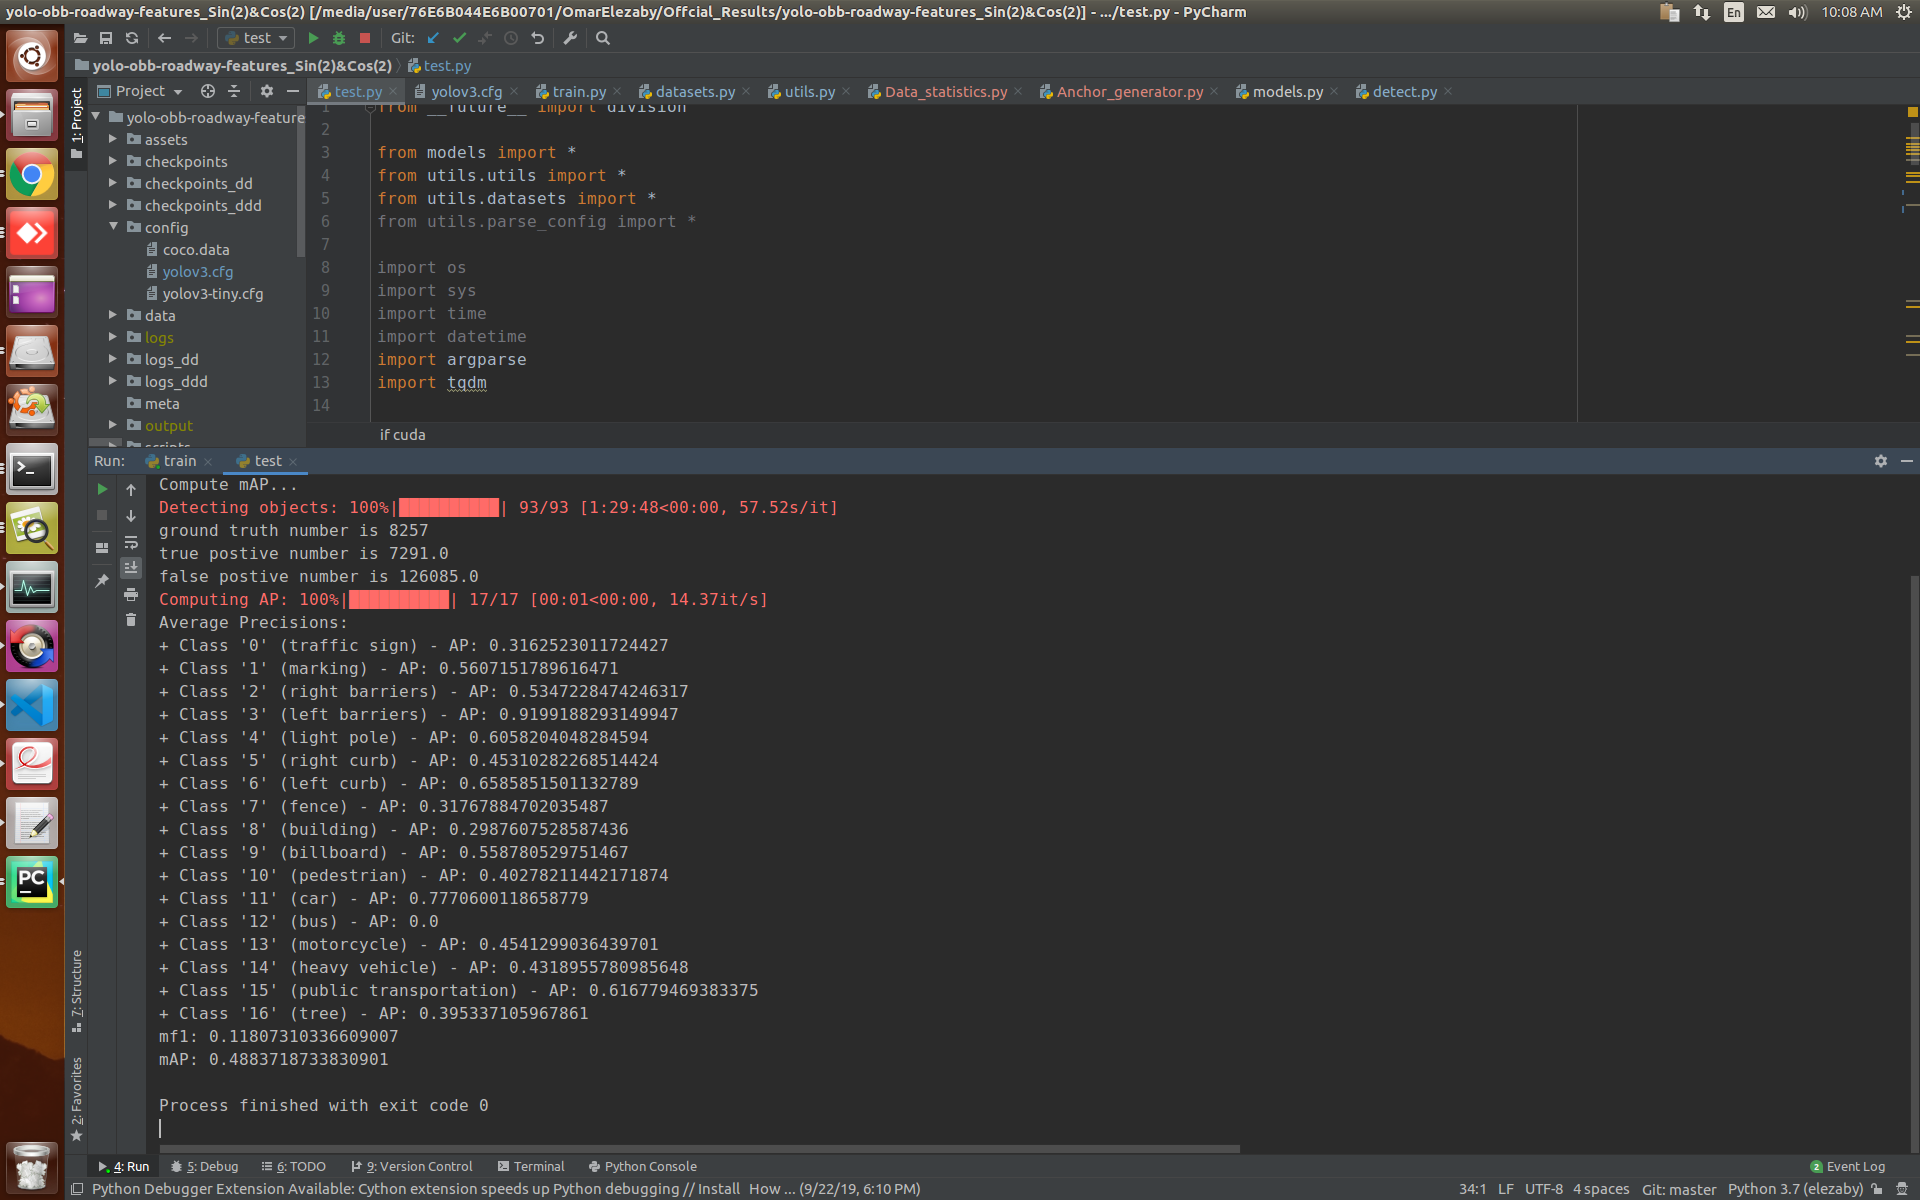 yolo-obb-roadway-features_Sin(2)&Cos(2) [/media/user/76E6B044E6B00701/OmarElezaby/Offcial_Results/yolo-obb-roadway-features_Sin(2)&Cos(2)] - .../test.py - PyCharm
En 10:08 AM
test Git:
yolo-obb-roadway-features_Sin(2)&Cos(2) test.py
Project
test.py yolov3.cfg train.py datasets.py utils.py Data_statistics.py Anchor_generator.py models.py detect.py
1: Project
yolo-obb-roadway-feature
assets
checkpoints
checkpoints_dd
checkpoints_ddd
config
coco.data
yolov3.cfg
yolov3-tiny.cfg
data
logs
logs_dd
logs_ddd
meta
output
scripts
1 from __future__ import division
2
3 from models import *
4 from utils.utils import *
5 from utils.datasets import *
6 from utils.parse_config import *
7
8 import os
9 import sys
10 import time
11 import datetime
12 import argparse
13 import tqdm
14
if cuda
Run: train test
Compute mAP...
Detecting objects: 100%|██████████| 93/93 [1:29:48<00:00, 57.52s/it]
ground truth number is 8257
true postive number is 7291.0
false postive number is 126085.0
Computing AP: 100%|██████████| 17/17 [00:01<00:00, 14.37it/s]
Average Precisions:
+ Class '0' (traffic sign) - AP: 0.3162523011724427
+ Class '1' (marking) - AP: 0.5607151789616471
+ Class '2' (right barriers) - AP: 0.5347228474246317
+ Class '3' (left barriers) - AP: 0.9199188293149947
+ Class '4' (light pole) - AP: 0.6058204048284594
+ Class '5' (right curb) - AP: 0.45310282268514424
+ Class '6' (left curb) - AP: 0.6585851501132789
+ Class '7' (fence) - AP: 0.31767884702035487
+ Class '8' (building) - AP: 0.2987607528587436
+ Class '9' (billboard) - AP: 0.558780529751467
+ Class '10' (pedestrian) - AP: 0.40278211442171874
+ Class '11' (car) - AP: 0.7770600118658779
+ Class '12' (bus) - AP: 0.0
+ Class '13' (motorcycle) - AP: 0.4541299036439701
+ Class '14' (heavy vehicle) - AP: 0.4318955780985648
+ Class '15' (public transportation) - AP: 0.616779469383375
+ Class '16' (tree) - AP: 0.395337105967861
mf1: 0.11807310336609007
mAP: 0.4883718733830901
Process finished with exit code 0
PC
7: Structure
2: Favorites
4: Run 5: Debug 6: TODO 9: Version Control Terminal Python Console 2 Event Log
Python Debugger Extension Available: Cython extension speeds up Python debugging // Install How ... (9/22/19, 6:10 PM) 34:1 LF UTF-8 4 spaces Git: master Python 3.7 (elezaby)